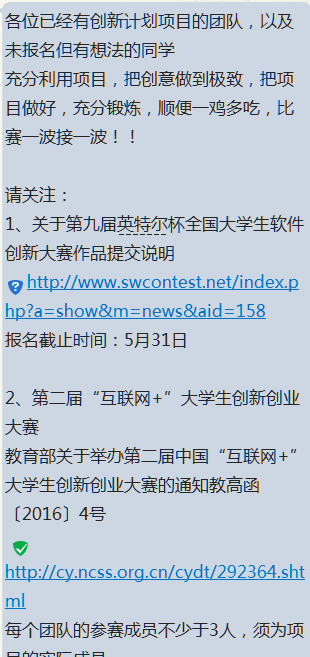 各位已经有创新计划项目的团队，以及
未报名但有想法的同学
充分利用项目，把创意做到极致，把项
目做好，充分锻炼，顺便一鸡多吃，比
赛一波接一波！！
请关注：
1、关于第九届英特尔杯全国大学生软件
创新大赛作品提交说明
http://www.swcontest.net/index.p
hp?a=show&m=news&aid=158
报名截止时间：5月31日
2、第二届“互联网+”大学生创新创业
大赛
教育部关于举办第二届中国“互联网+”
大学生创新创业大赛的通知教高函
〔2016〕4号
http://cy.ncss.org.cn/cydt/292364.sht
ml
每个团队的参赛成员不少于3人，须为项
目的实际成员